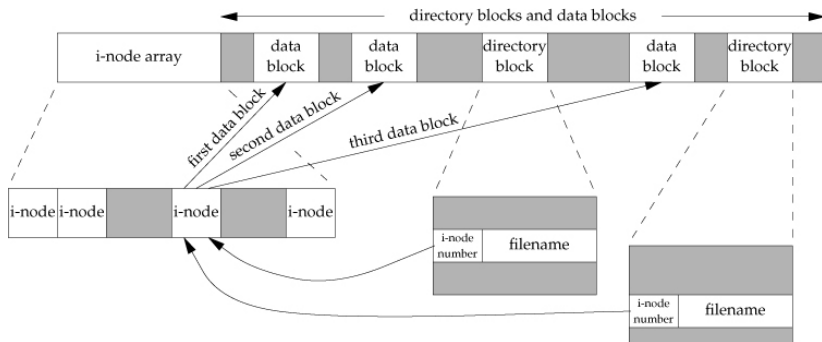 directory blocks and data blocks
i-node array
data
block
data
block
directory
block
data
block
directory
block
first data block
second data block
third data block
i-node
i-node
i-node
i-node
i-node
number
filename
i-node
number
filename